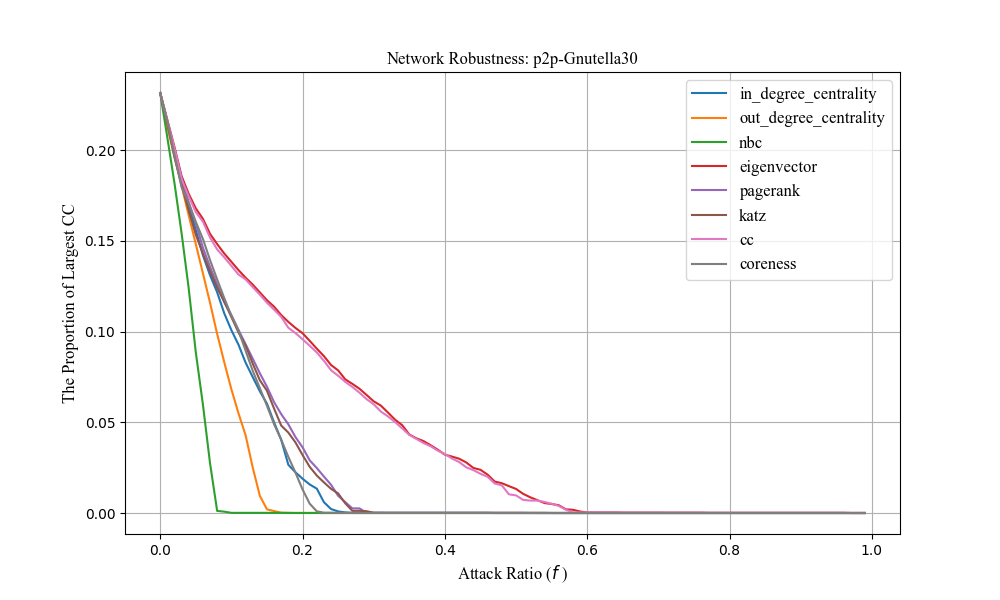 Network Robustness: p2p-Gnutella30
in_degree_centrality
out_degree_centrality
nbc
eigenvector
pagerank
katz
cc
coreness
The Proportion of Largest CC
0.20
0.15
0.10
0.05
0.00
0.0 0.2 0.4 0.6 0.8 1.0
Attack Ratio (f)